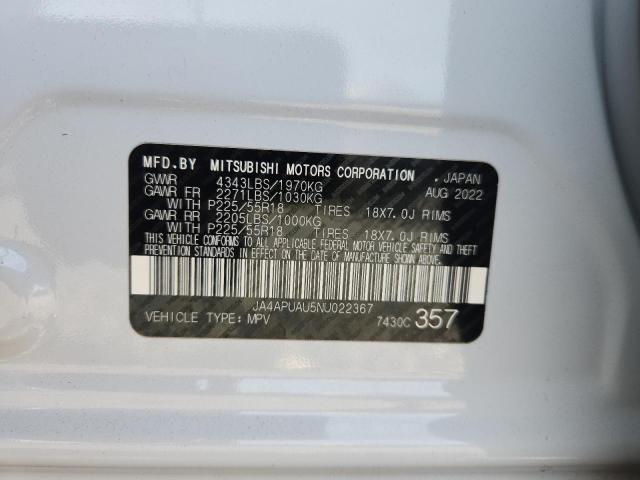 MFD.BY MITSUBISHI MOTORS CORPORATION , JAPAN
GVWR 4343LBS/1970KG AUG 2022
GAWR FR 2271LBS/1030KG
WITH P225/55R18 TIRES 18X7.0J RIMS
GAWR RR 2205LBS/1000KG
WITH P225/55R18 TIRES 18X7.0J RIMS
THIS VEHICLE CONFORMS TO ALL APPLICABLE FEDERAL MOTOR VEHICLE SAFETY AND THEFT
PREVENTION STANDARDS IN EFFECT ON THE DATE OF MANUFACTURE SHOWN ABOVE.
JA4APUAU5NU022367
VEHICLE TYPE: MPV 7430C 357